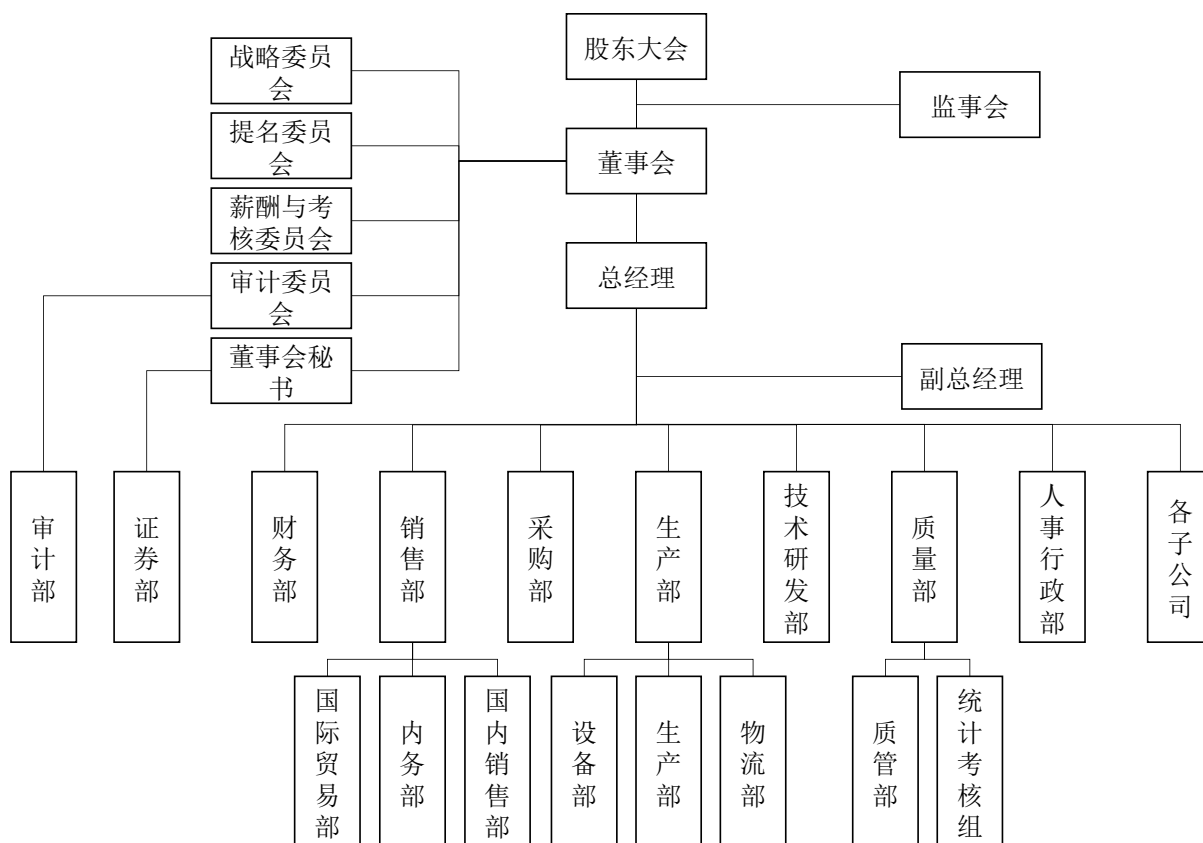 股东大会
战略委员
会
监事会
提名委员
会
董事会
薪酬与考
核委员会
总经理
审计委员
会
董事会秘
书
副总经理
审计部
证券部
财务部
销售部
采购部
生产部
技术研发部
质量部
人事行政部
各子公司
国际贸易部
内务部
国内销售部
设备部
生产部
物流部
质管部
统计考核组